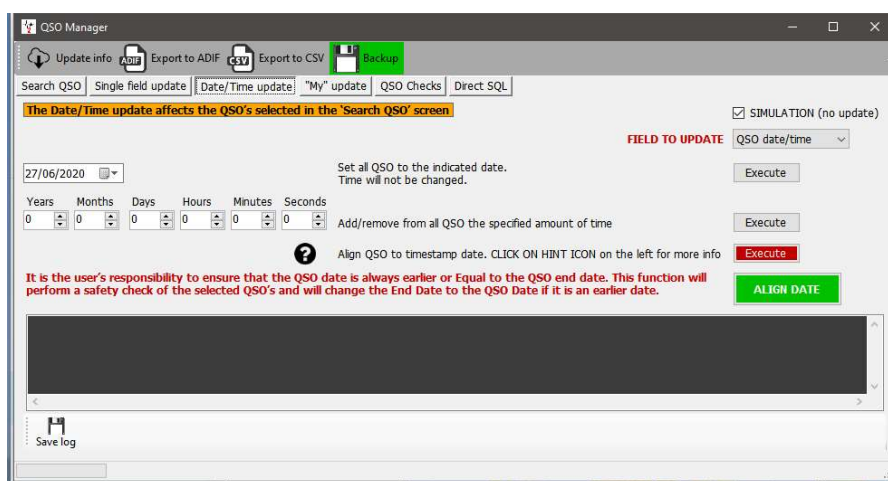 QSO Manager
Update info ADIF Export to ADIF CSV Export to CSV Backup
Search QSO Single field update Date/Time update "My" update QSO Checks Direct SQL
The Date/Time update affects the QSO's selected in the 'Search QSO' screen
SIMULATION (no update)
FIELD TO UPDATE QSO date/time
27/06/2020 Set all QSO to the indicated date. Execute
Time will not be changed.
Years Months Days Hours Minutes Seconds
0 0 0 0 0 0 Add/remove from all QSO the specified amount of time Execute
? Align QSO to timestamp date. CLICK ON HINT ICON on the left for more info Execute
It is the user's responsibility to ensure that the QSO date is always earlier or Equal to the QSO end date. This function will
perform a safety check of the selected QSO's and will change the End Date to the QSO Date if it is an earlier date.
ALIGN DATE
Save log